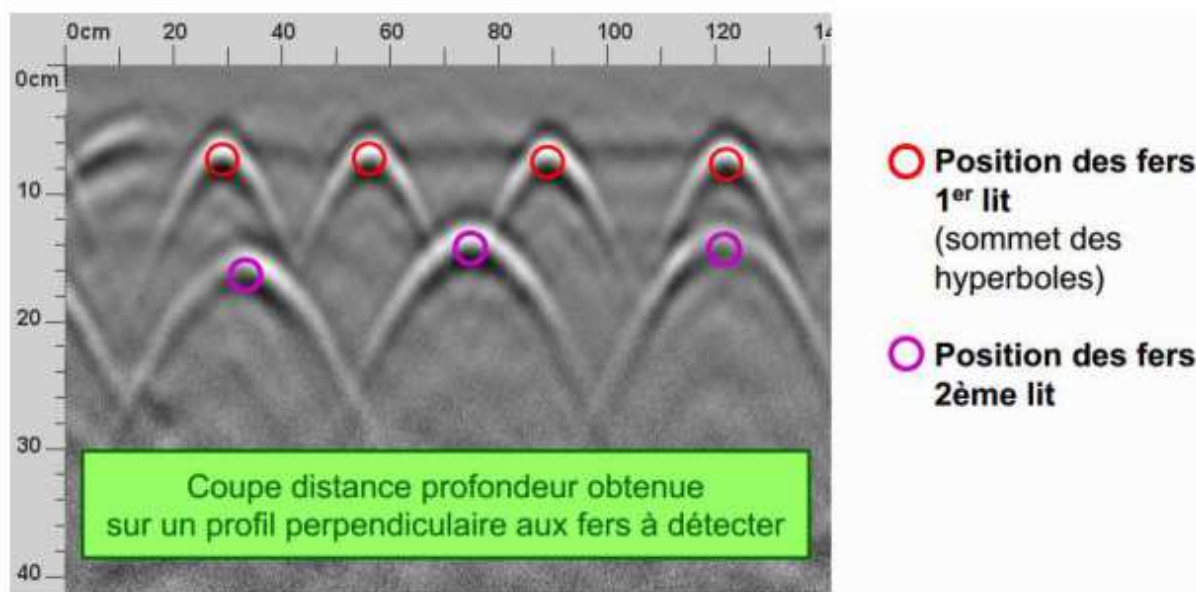 0cm 20 40 60 80 100 120 14
0cm
10
20
30
40
Position des fers
1er lit
(sommet des
hyperboles)
Position des fers
2ème lit
Coupe distance profondeur obtenue
sur un profil perpendiculaire aux fers à détecter